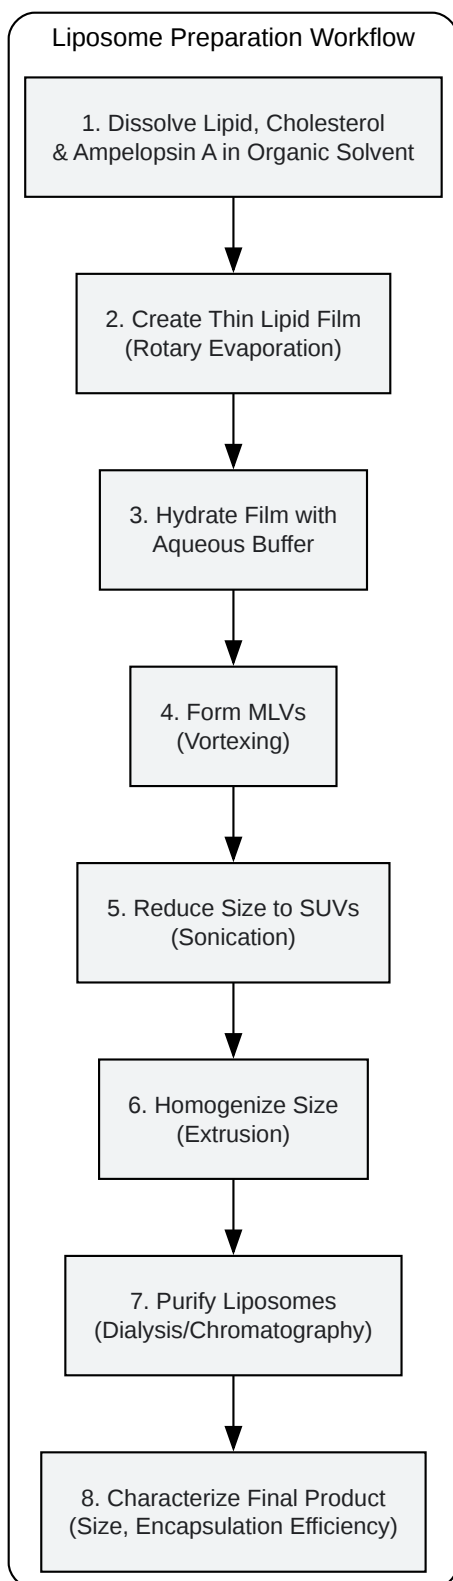 Liposome Preparation Workflow
1. Dissolve Lipid, Cholesterol
& Ampelopsin A in Organic Solvent
2. Create Thin Lipid Film
(Rotary Evaporation)
3. Hydrate Film with
Aqueous Buffer
4. Form MLVs
(Vortexing)
5. Reduce Size to SUVs
(Sonication)
6. Homogenize Size
(Extrusion)
7. Purify Liposomes
(Dialysis/Chromatography)
8. Characterize Final Product
(Size, Encapsulation Efficiency)